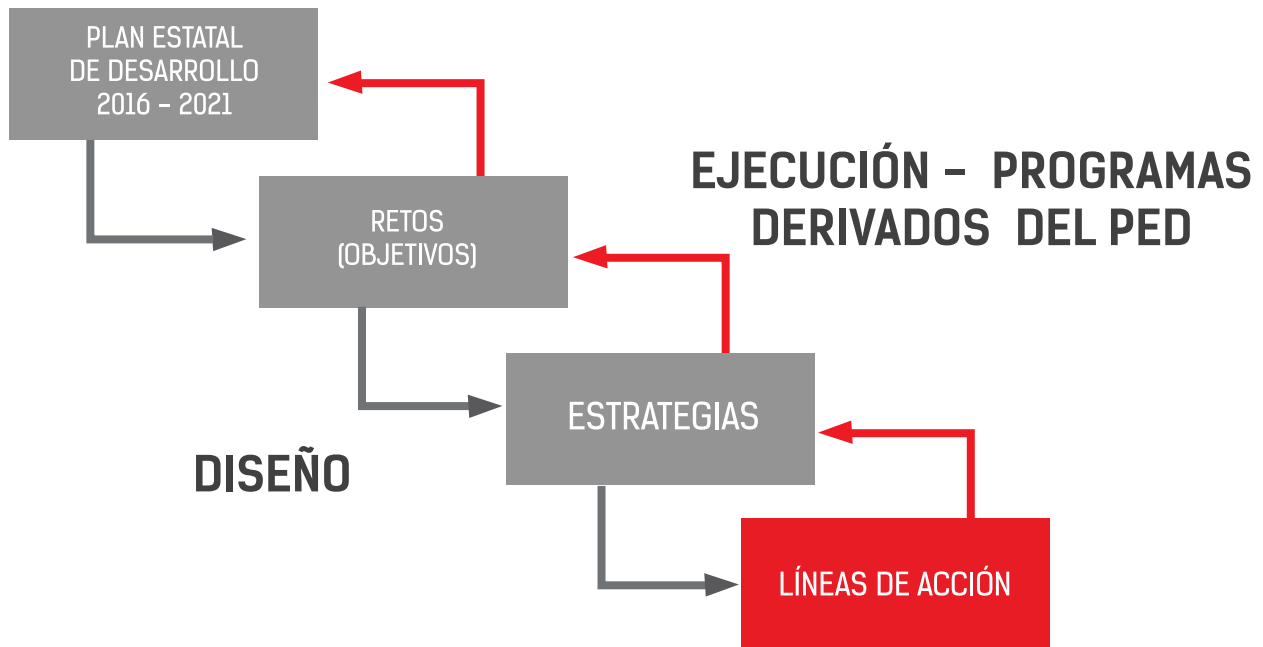 PLAN ESTATAL
DE DESARROLLO
2016 – 2021
EJECUCIÓN – PROGRAMAS
DERIVADOS DEL PED
RETOS
(OBJETIVOS)
ESTRATEGIAS
DISEÑO
LÍNEAS DE ACCIÓN